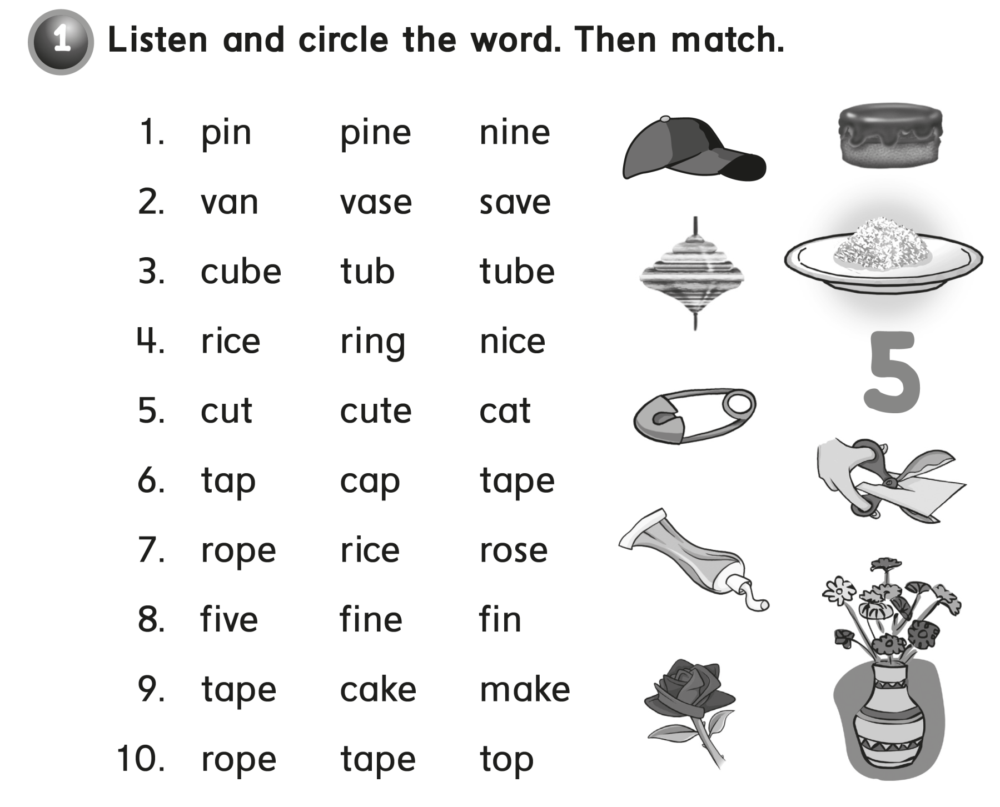 1 Listen and circle the word. Then match.
1. pin pine nine
2. van vase save
3. cube tub tube
4. rice ring nice
5. cut cute cat
6. tap cap tape
7. rope rice rose
8. five fine fin
9. tape cake make
10. rope tape top
5